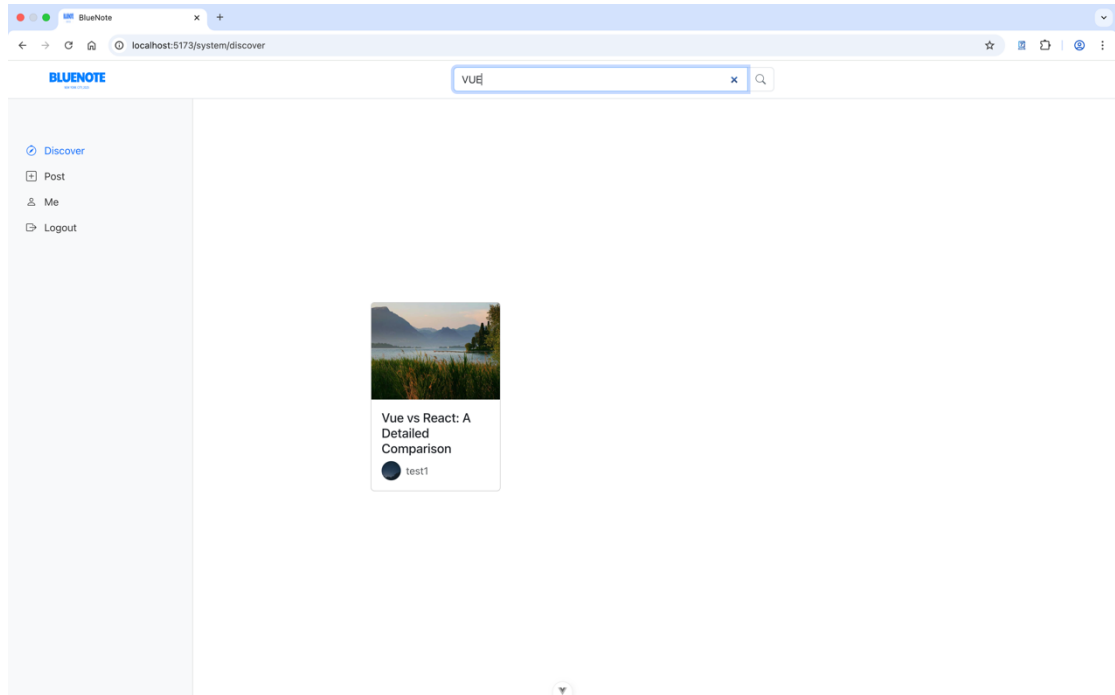 BlueNote
localhost:5173/system/discover
BLUENOTE
VUE
Discover
Post
Me
Logout
Vue vs React: A
Detailed
Comparison
test1